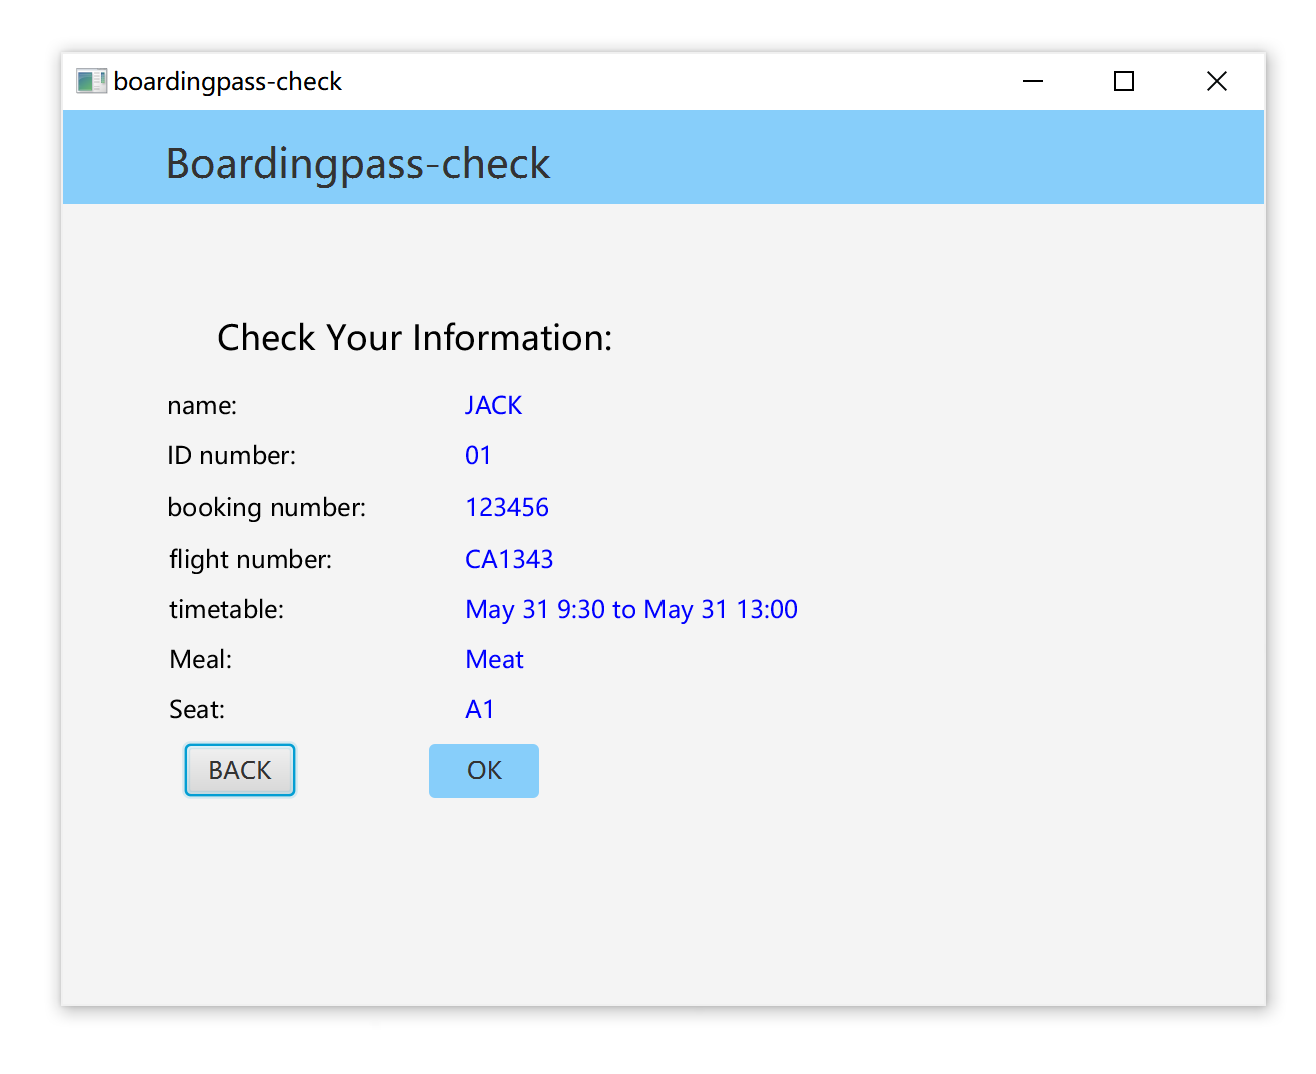 boardingpass-check
Boardingpass-check
Check Your Information:
name: JACK
ID number: 01
booking number: 123456
flight number: CA1343
timetable: May 31 9:30 to May 31 13:00
Meal: Meat
Seat: A1
BACK OK